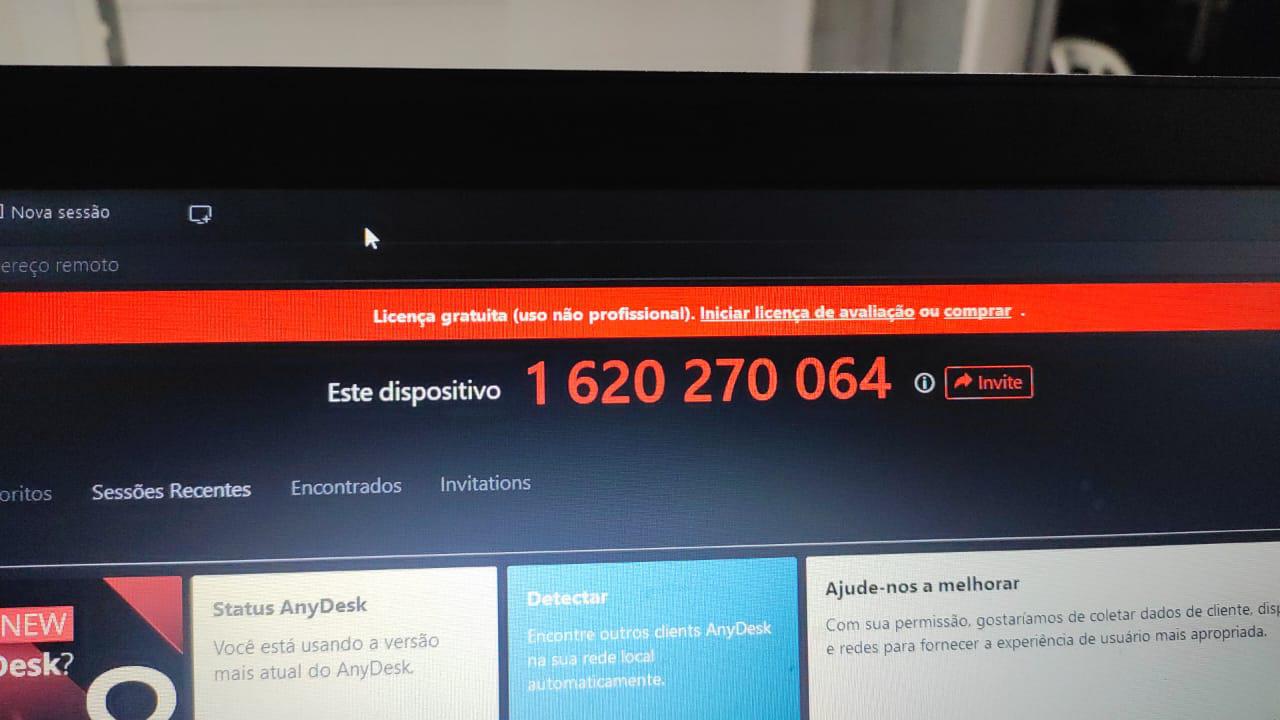 Nova sessão
ereço remoto
Licença gratuita (uso não profissional). Iniciar licença de avaliação ou comprar .
Este dispositivo 1 620 270 064 Invite
oritos Sessões Recentes Encontrados Invitations
NEW
Desk?
Status AnyDesk
Você está usando a versão
mais atual do AnyDesk.
Detectar
Encontre outros clients AnyDesk
na sua rede local
automaticamente.
Ajude-nos a melhorar
Com sua permissão, gostaríamos de coletar dados de cliente, disp
e redes para fornecer a experiência de usuário mais apropriada.